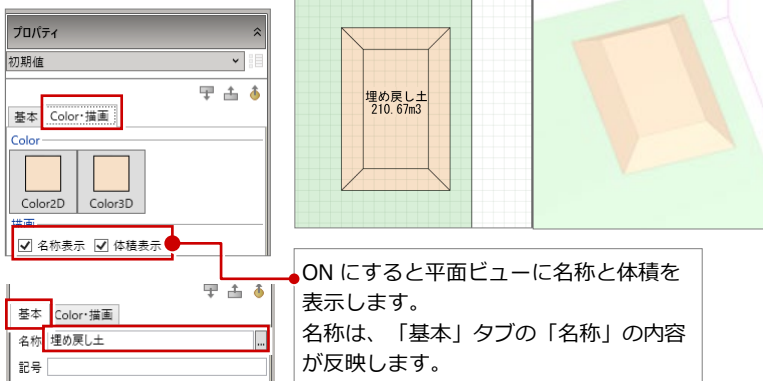 プロパティ
初期値
基本 Color・描画
Color
Color2D Color3D
描画
名称表示 体積表示
基本 Color・描画
名称 埋め戻し土 ...
記号
埋め戻し土
210.67m3
ON にすると平面ビューに名称と体積を
表示します。
名称は、「基本」タブの「名称」の内容
が反映します。